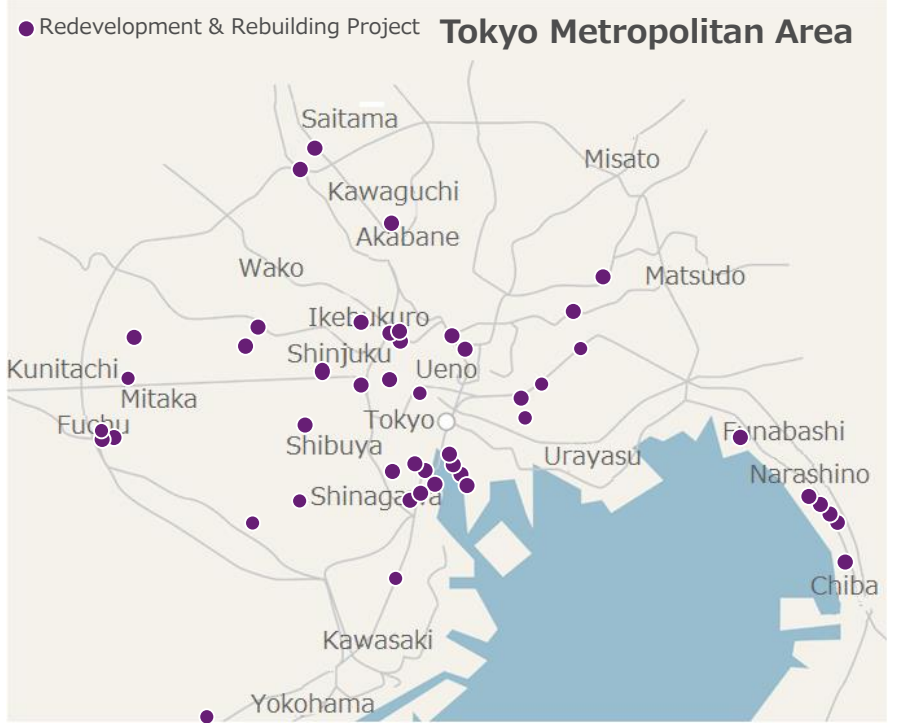 Redevelopment & Rebuilding Project
Tokyo Metropolitan Area
Saitama
Misato
Kawaguchi
Akabane
Wako
Matsudo
Ikebukuro
Shinjuku
Kunitachi
Ueno
Mitaka
Tokyo
Fuchu
Funabashi
Shibuya
Urayasu
Narashino
Shinagawa
Chiba
Kawasaki
Yokohama